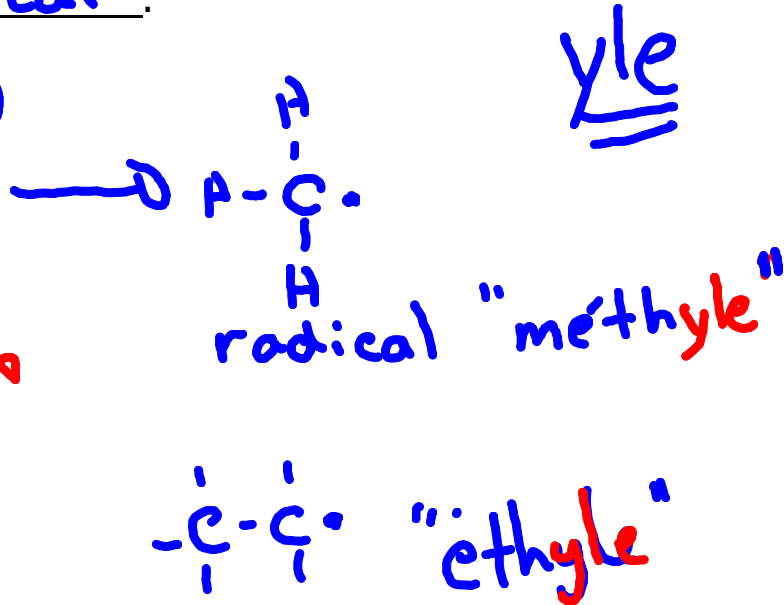 yle
H
H - C •
H
radical "méthyle"
- C - C • "éthyle"